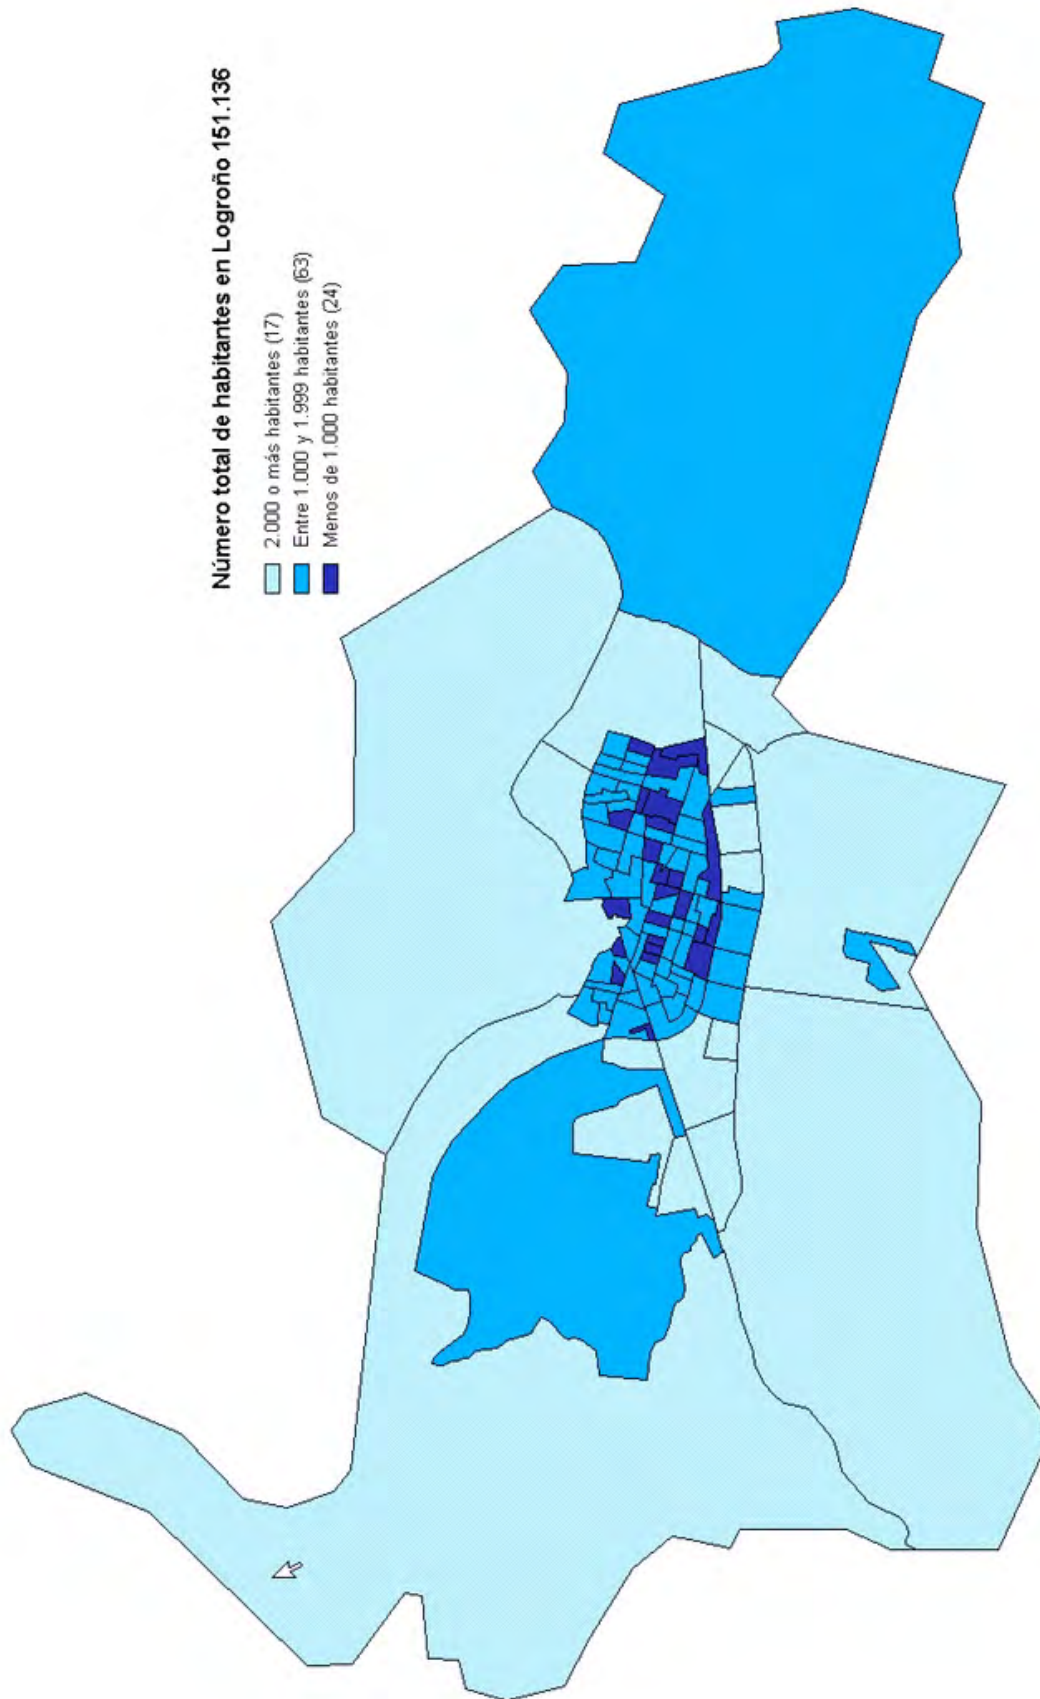 Número total de habitantes en Logroño 151.136
2.000 o más habitantes (17)
Entre 1.000 y 1.999 habitantes (63)
Menos de 1.000 habitantes (24)